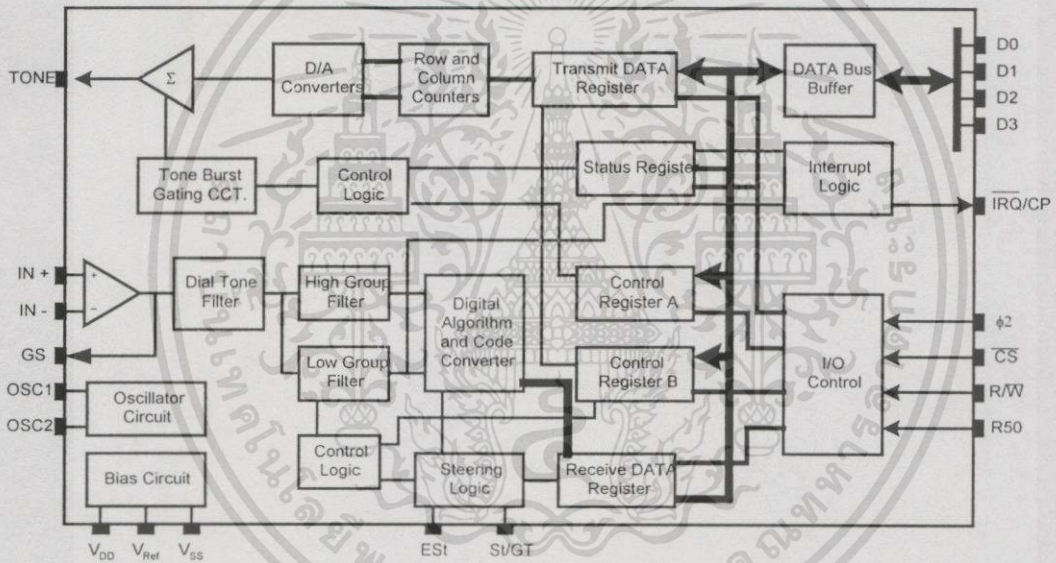 TONE
Σ
D/A
Converters
Row and
Column
Counters
Transmit DATA
Register
DATA Bus
Buffer
D0
D1
D2
D3
Tone Burst
Gating CCT.
Control
Logic
Status Register
Interrupt
Logic
IRQ/CP
IN +
IN -
+
−
GS
OSC1
OSC2
Dial Tone
Filter
High Group
Filter
Low Group
Filter
Digital
Algorithm
and Code
Converter
Control
Register A
Control
Register B
I/O
Control
ϕ2
CS
R/W
R50
Oscillator
Circuit
Bias Circuit
Control
Logic
Steering
Logic
Receive DATA
Register
VDD
VRef
VSS
ESt
St/GT